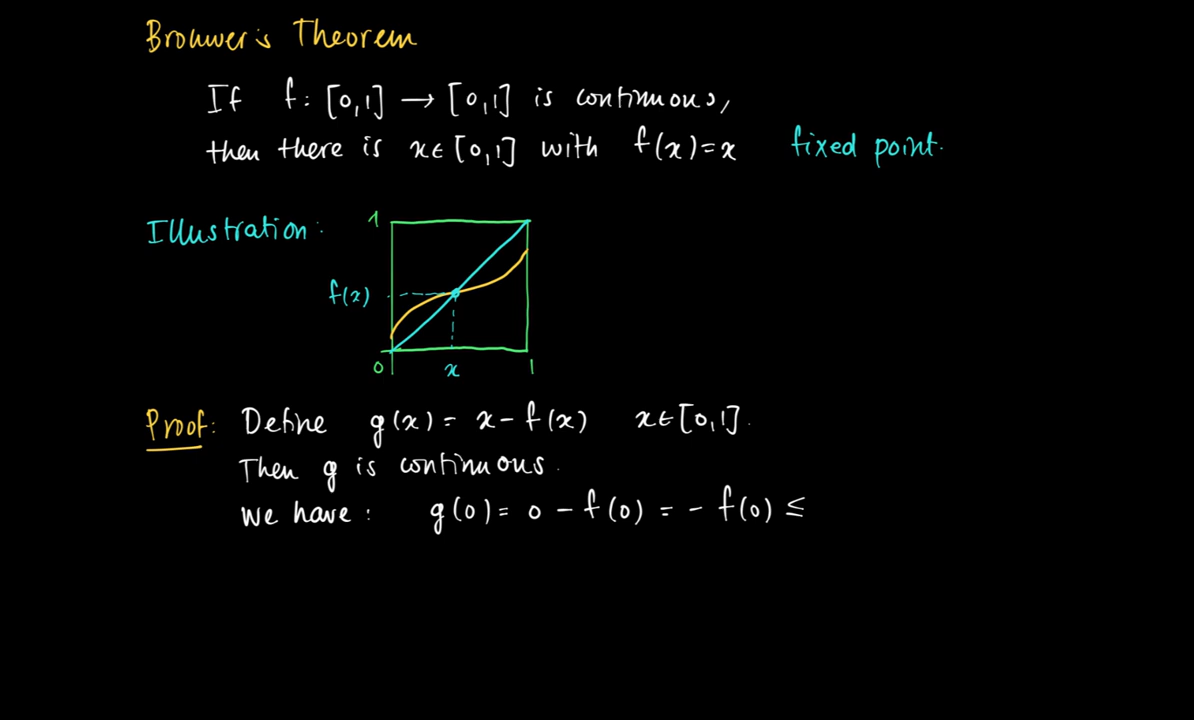 Brouwer's Theorem
If f: [0,1] → [0,1] is continuous,
then there is x∈[0,1] with f(x)=x fixed point.
Illustration:
1
f(x)
0 x 1
Proof: Define g(x) = x - f(x) x∈[0,1].
Then g is continuous.
We have: g(0) = 0 - f(0) = - f(0) ≤